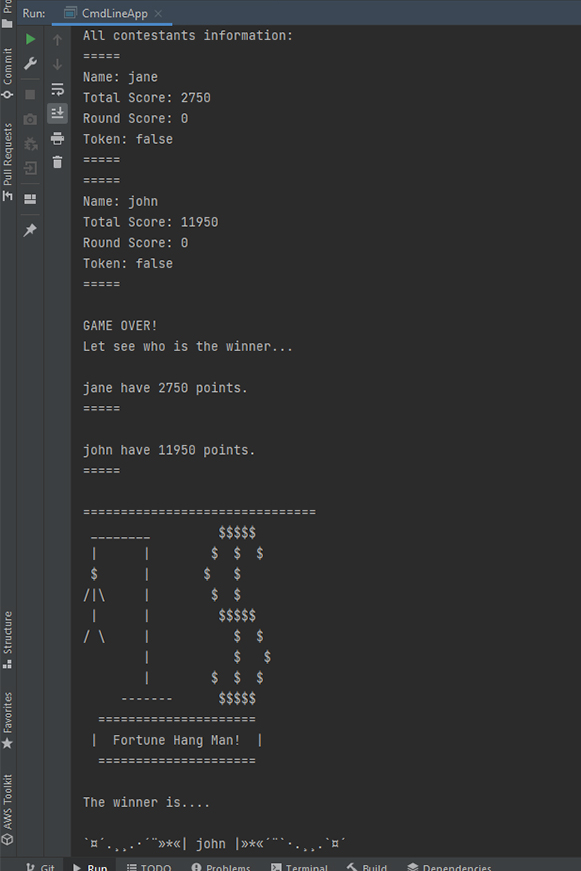 Run: CmdLineApp
All contestants information:
=====
Name: jane
Total Score: 2750
Round Score: 0
Token: false
=====
=====
Name: john
Total Score: 11950
Round Score: 0
Token: false
=====
GAME OVER!
Let see who is the winner...
jane have 2750 points.
=====
john have 11950 points.
=====
===============================
 ________         $$$$$
 |      |        $  $  $
 $      |       $   $
/|\     |        $  $
 |      |         $$$$$
/ \     |           $  $
        |           $   $
        |        $  $  $
     -------      $$$$$
  =====================
 |  Fortune Hang Man!  |
  =====================
The winner is....
`¤´.¸¸.·´¨»*«| john |»*«´¨`·.¸¸.`¤´
Commit
Pull Requests
Structure
Favorites
AWS Toolkit
Git
Run
TODO
Problems
Terminal
Build
Dependencies